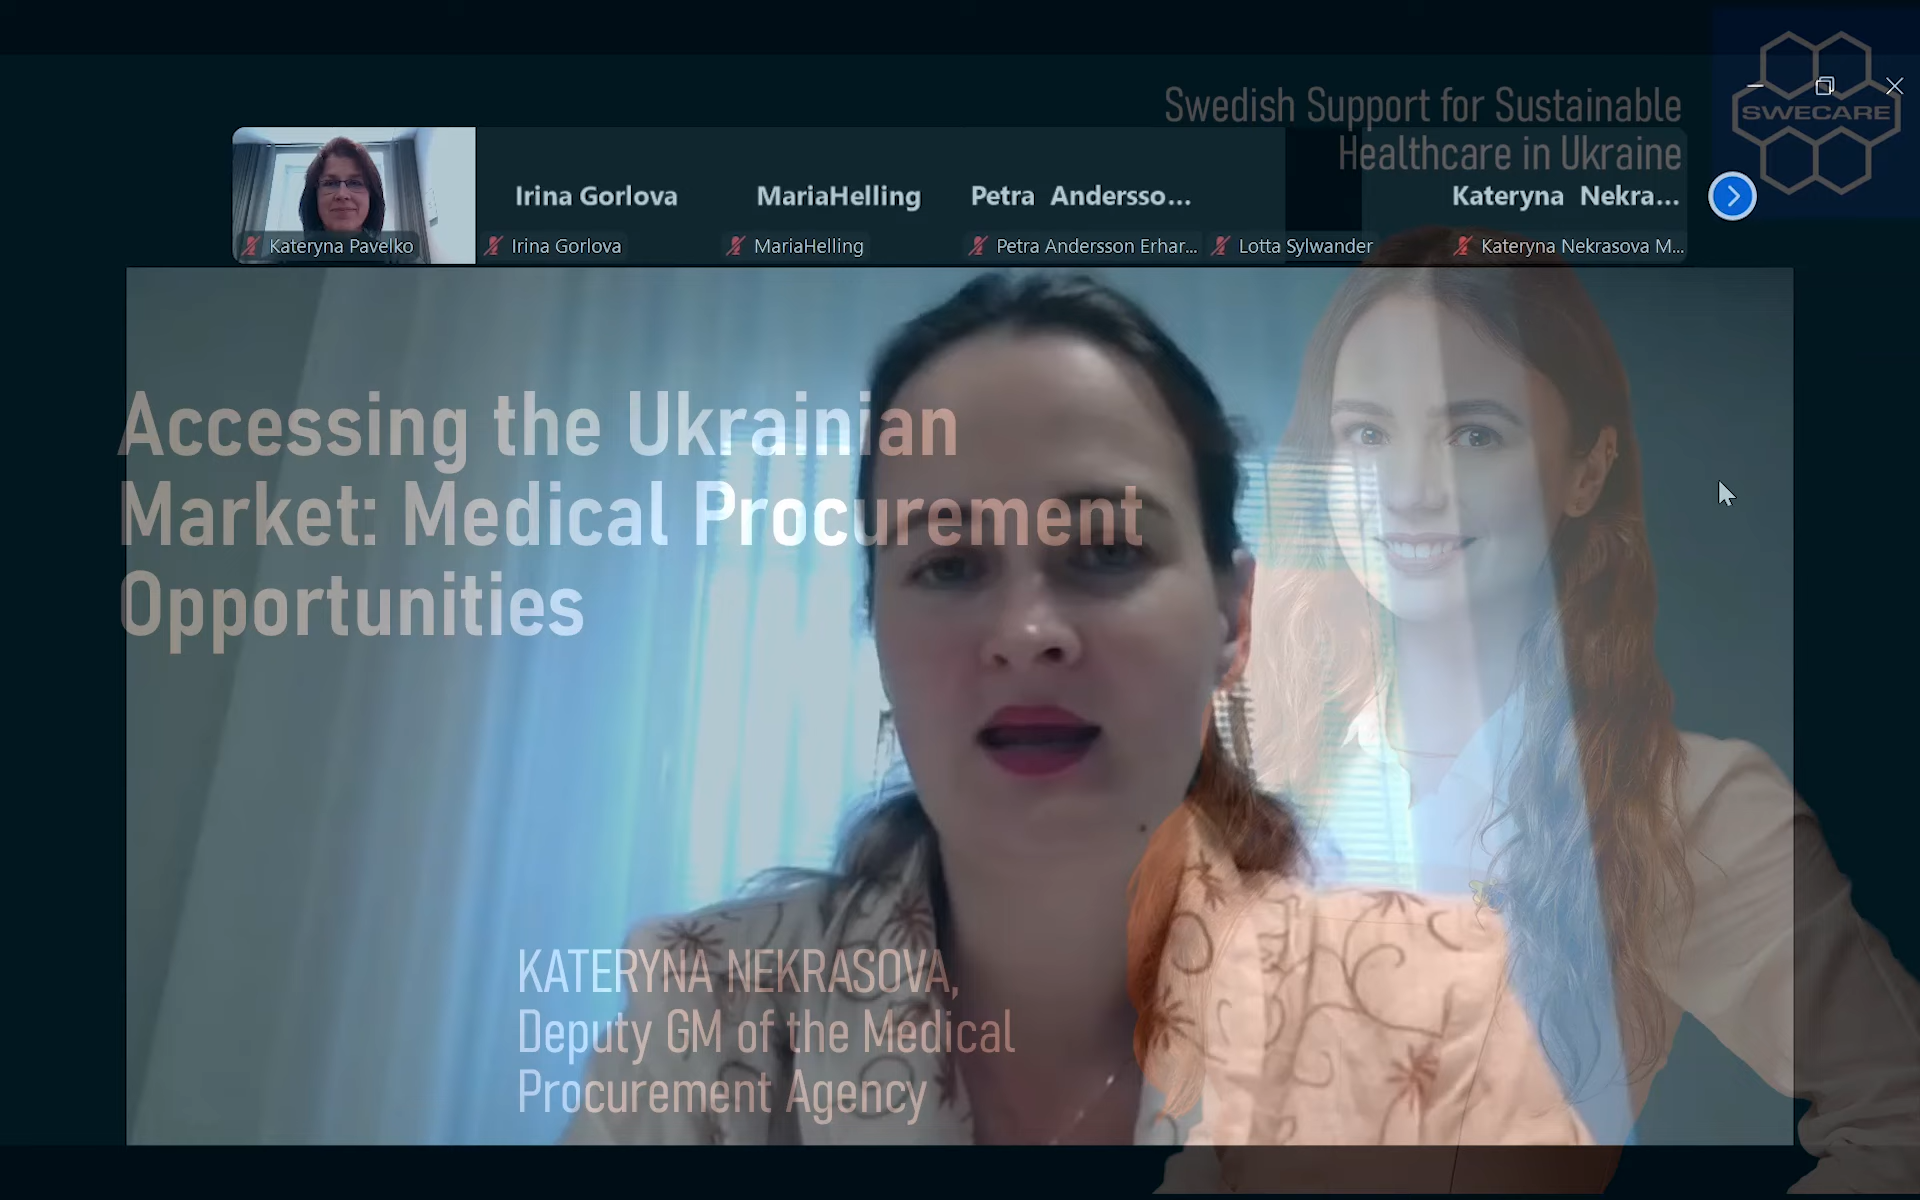 Swedish Support for Sustainable
Healthcare in Ukraine
SWECARE
Irina Gorlova
MariaHelling
Petra Andersso...
Kateryna Nekra...
Kateryna Pavelko
Irina Gorlova
MariaHelling
Petra Andersson Erhar...
Lotta Sylwander
Kateryna Nekrasova M...
Accessing the Ukrainian
Market: Medical Procurement
Opportunities
KATERYNA NEKRASOVA,
Deputy GM of the Medical
Procurement Agency